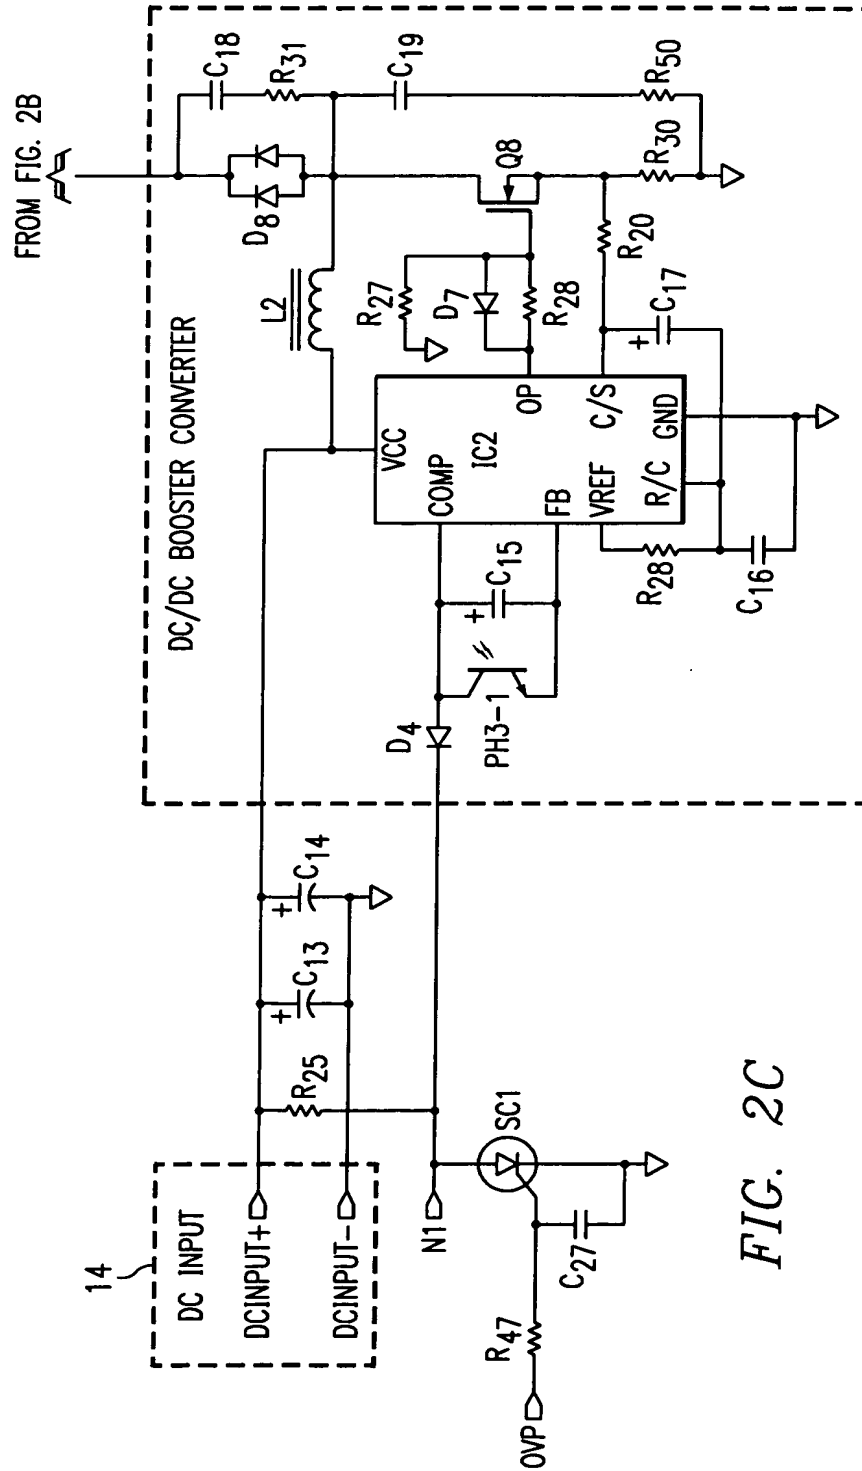 FROM FIG. 2B
DC/DC BOOSTER CONVERTER
C18
R31
D8
C19
L2
R50
Q8
R30
R27
D7
R28
R20
C17
+
VCC
OP
C/S
COMP
IC2
GND
FB
VREF
R/C
+
C15
R28
C16
D4
PH3-1
+
C14
+
C13
R25
14
DC INPUT
DCINPUT+
DCINPUT-
N1
SC1
C27
R47
OVP
FIG. 2C